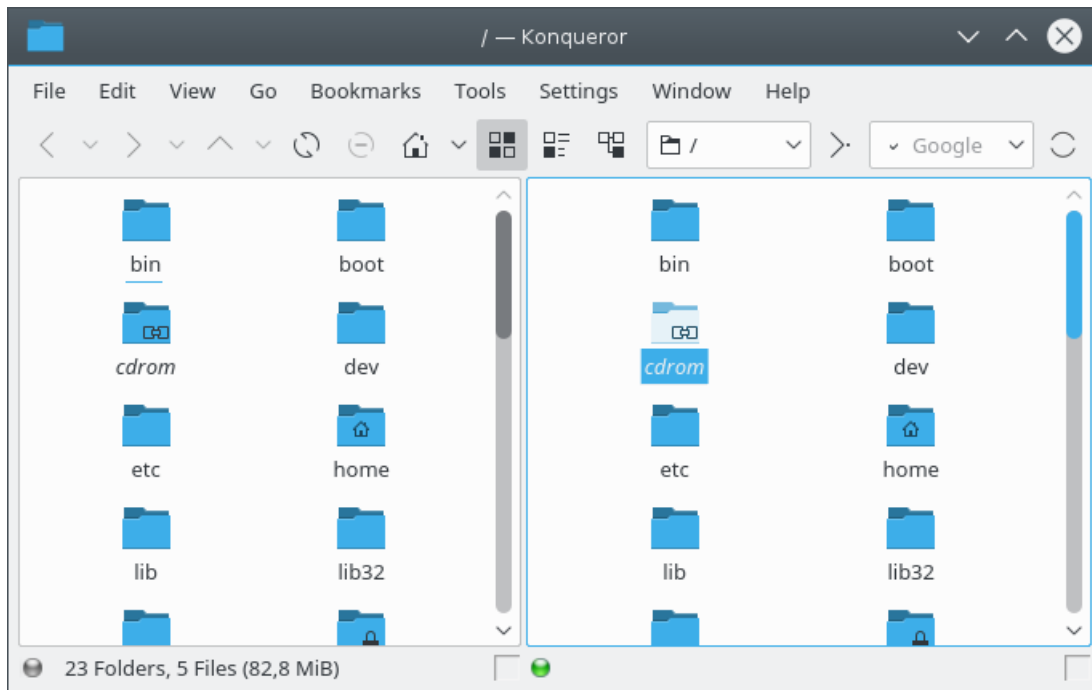 / — Konqueror
File Edit View Go Bookmarks Tools Settings Window Help
/ Google
bin boot
cdrom dev
etc home
lib lib32
bin boot
cdrom dev
etc home
lib lib32
23 Folders, 5 Files (82,8 MiB)